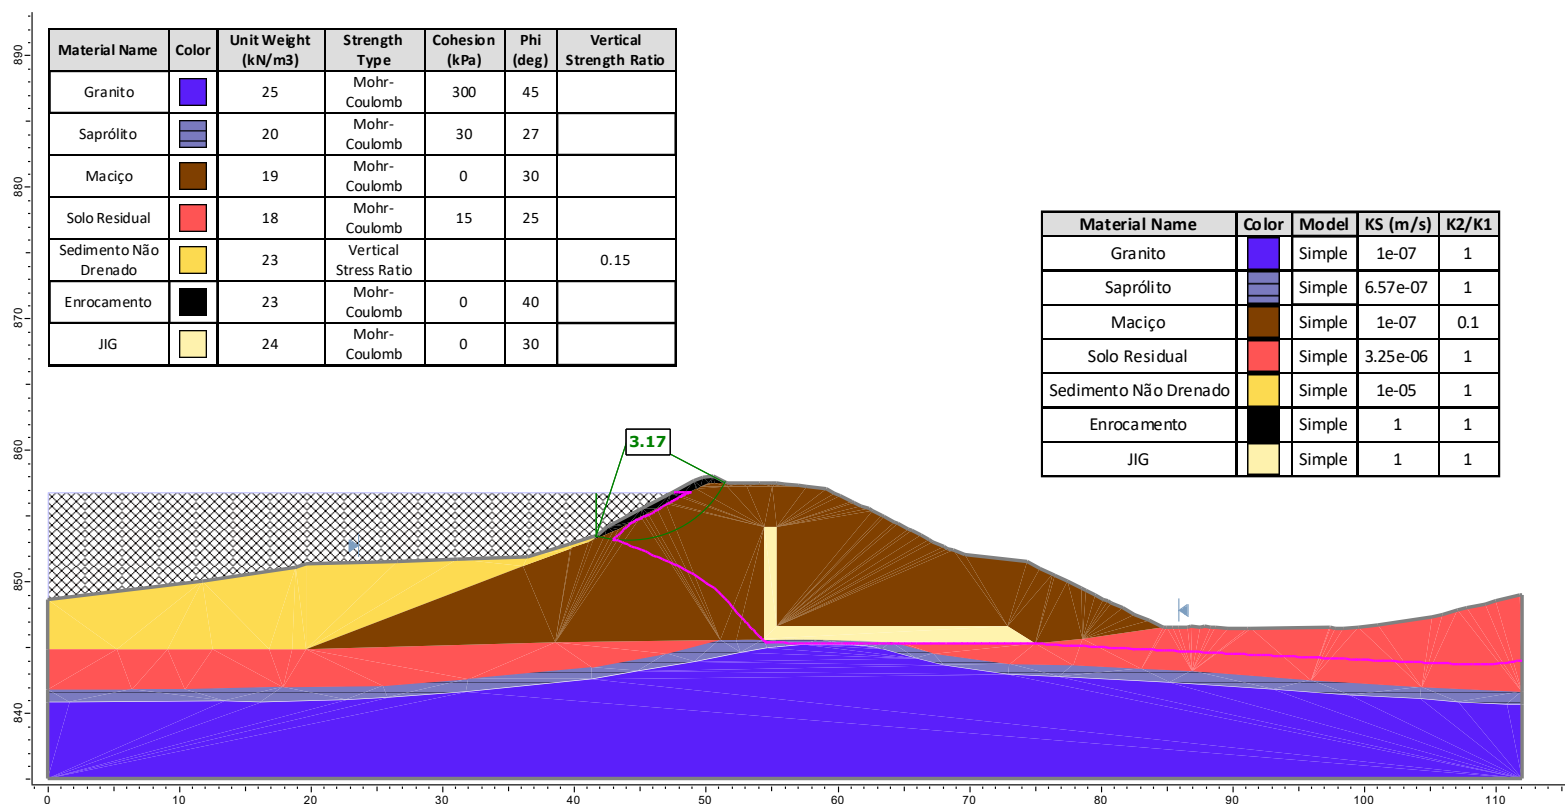 Material Name Color Unit Weight (kN/m3) Strength Type Cohesion (kPa) Phi (deg) Vertical Strength Ratio
Granito 25 Mohr-Coulomb 300 45
Saprólito 20 Mohr-Coulomb 30 27
Maciço 19 Mohr-Coulomb 0 30
Solo Residual 18 Mohr-Coulomb 15 25
Sedimento Não Drenado 23 Vertical Stress Ratio 0.15
Enrocamento 23 Mohr-Coulomb 0 40
JIG 24 Mohr-Coulomb 0 30
Material Name Color Model KS (m/s) K2/K1
Granito Simple 1e-07 1
Saprólito Simple 6.57e-07 1
Maciço Simple 1e-07 0.1
Solo Residual Simple 3.25e-06 1
Sedimento Não Drenado Simple 1e-05 1
Enrocamento Simple 1 1
JIG Simple 1 1
3.17
890
880
870
860
850
840
0 10 20 30 40 50 60 70 80 90 100 110